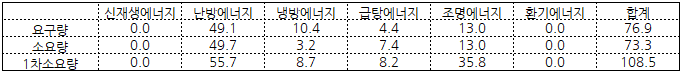 신재생에너지 난방에너지 냉방에너지 급탕에너지 조명에너지 환기에너지 합계
요구량 0.0 49.1 10.4 4.4 13.0 0.0 76.9
소요량 0.0 49.7 3.2 7.4 13.0 0.0 73.3
1차소요량 0.0 55.7 8.7 8.2 35.8 0.0 108.5